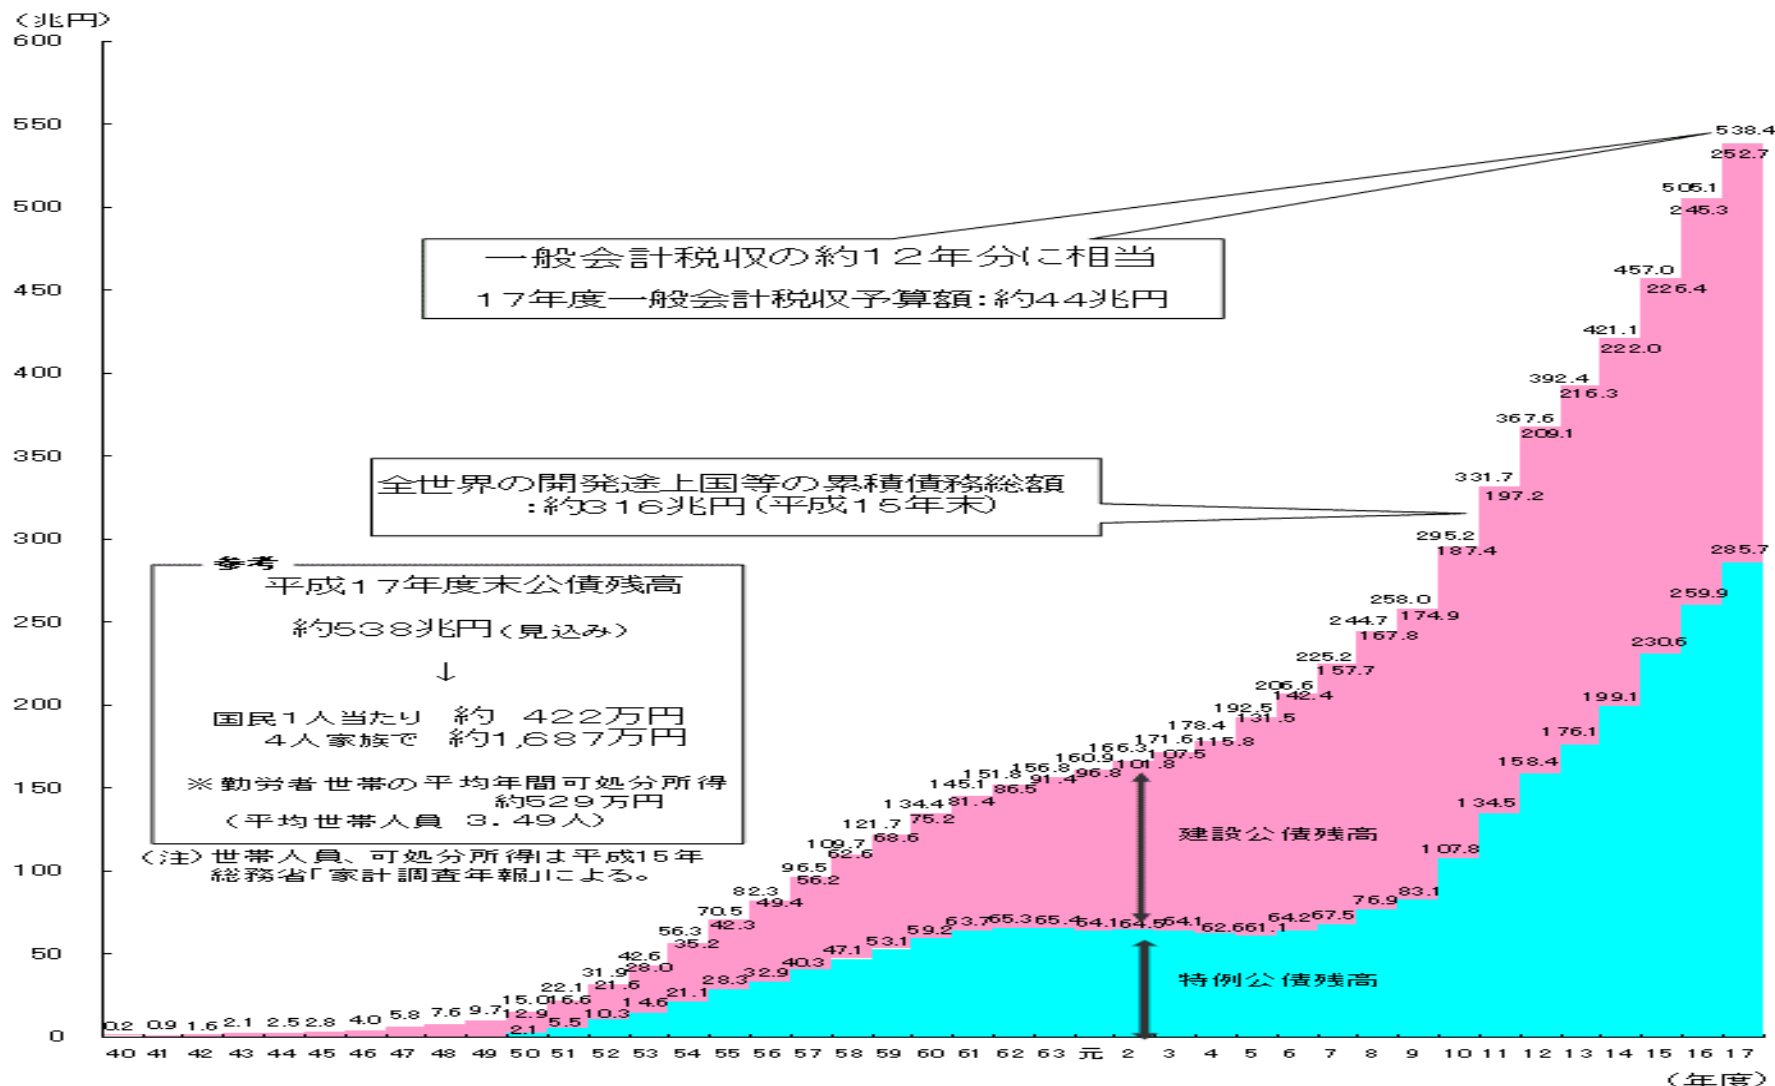 （兆円）
600
550
500
450
400
350
300
250
200
150
100
50
0
一般会計税収の約12年分に相当
17年度一般会計税収予算額：約44兆円
全世界の開発途上国等の累積債務総額
：約316兆円（平成15年末）
参考
平成17年度末公債残高
約538兆円（見込み）
↓
国民1人当たり 約 422万円
4人家族で 約1,687万円
※勤労者世帯の平均年間可処分所得
約529万円
（平均世帯人員 3.49人）
（注）世帯人員、可処分所得は平成15年
総務省「家計調査年報」による。
建設公債残高
特例公債残高
0.2 0.9 1.6 2.1 2.5 2.8 4.0 5.8 7.6 9.7 15.0 22.1 31.9 42.6 56.3 70.5 82.3 96.5 109.7 121.7 134.4 145.1 151.8 156.8 160.9 166.3 171.6 178.4 192.5 206.6 225.2 244.7 258.0 295.2 331.7 367.6 392.4 421.1 457.0 505.1 538.4
12.9 16.6 21.6 28.0 35.2 42.3 49.4 56.2 62.6 68.6 75.2 81.4 86.5 91.4 96.8 101.8 107.5 115.8 131.5 142.4 157.7 167.8 174.9 187.4 197.2 209.1 216.3 222.0 226.4 245.3 252.7
2.1 5.5 10.3 14.6 21.1 28.3 32.9 40.3 47.1 53.1 59.2 63.7 65.3 65.4 64.1 64.5 64.1 62.6 61.1 64.2 67.5 76.9 83.1 107.8 134.5 158.4 176.1 199.1 230.6 259.9 285.7
40 41 42 43 44 45 46 47 48 49 50 51 52 53 54 55 56 57 58 59 60 61 62 63 元 2 3 4 5 6 7 8 9 10 11 12 13 14 15 16 17
（年度）